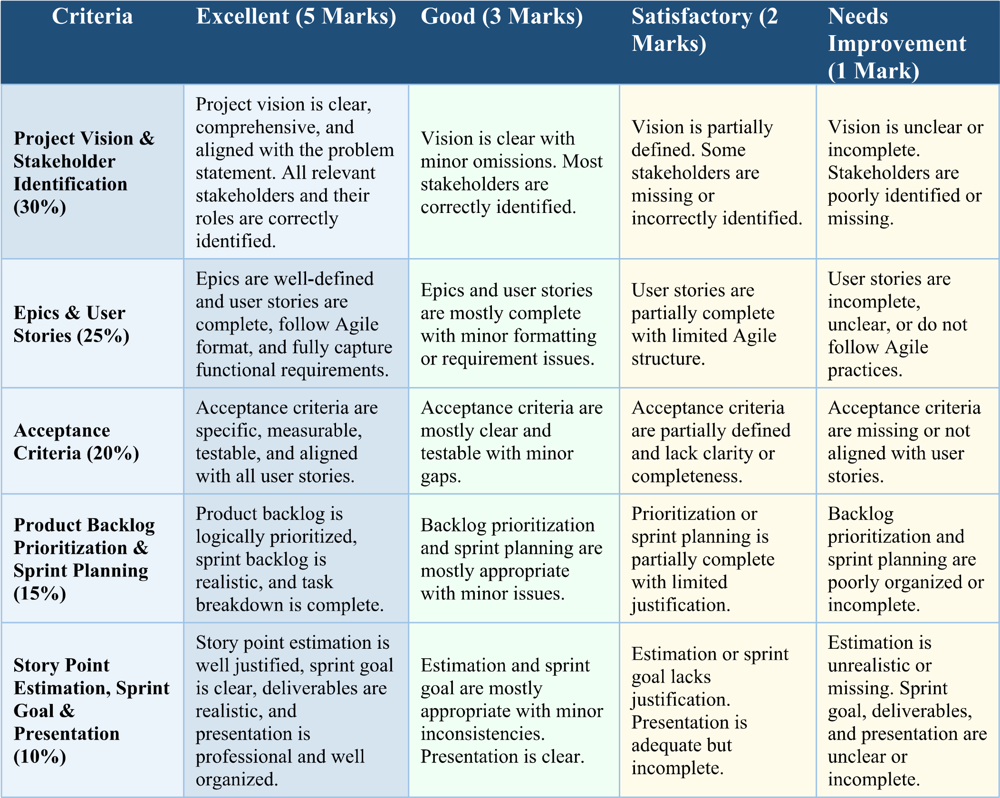 Criteria
Excellent (5 Marks)
Good (3 Marks)
Satisfactory (2
Marks)
Needs
Improvement
(1 Mark)
Project Vision &
Stakeholder
Identification
(30%)
Project vision is clear,
comprehensive, and
aligned with the problem
statement. All relevant
stakeholders and their
roles are correctly
identified.
Vision is clear with
minor omissions. Most
stakeholders are
correctly identified.
Vision is partially
defined. Some
stakeholders are
missing or
incorrectly identified.
Vision is unclear or
incomplete.
Stakeholders are
poorly identified or
missing.
Epics & User
Stories (25%)
Epics are well-defined
and user stories are
complete, follow Agile
format, and fully capture
functional requirements.
Epics and user stories
are mostly complete
with minor formatting
or requirement issues.
User stories are
partially complete
with limited Agile
structure.
User stories are
incomplete,
unclear, or do not
follow Agile
practices.
Acceptance
Criteria (20%)
Acceptance criteria are
specific, measurable,
testable, and aligned
with all user stories.
Acceptance criteria are
mostly clear and
testable with minor
gaps.
Acceptance criteria
are partially defined
and lack clarity or
completeness.
Acceptance criteria
are missing or not
aligned with user
stories.
Product Backlog
Prioritization &
Sprint Planning
(15%)
Product backlog is
logically prioritized,
sprint backlog is
realistic, and task
breakdown is complete.
Backlog prioritization
and sprint planning are
mostly appropriate
with minor issues.
Prioritization or
sprint planning is
partially complete
with limited
justification.
Backlog
prioritization and
sprint planning are
poorly organized or
incomplete.
Story Point
Estimation, Sprint
Goal &
Presentation
(10%)
Story point estimation is
well justified, sprint goal
is clear, deliverables are
realistic, and
presentation is
professional and well
organized.
Estimation and sprint
goal are mostly
appropriate with minor
inconsistencies.
Presentation is clear.
Estimation or sprint
goal lacks
justification.
Presentation is
adequate but
incomplete.
Estimation is
unrealistic or
missing. Sprint
goal, deliverables,
and presentation are
unclear or
incomplete.